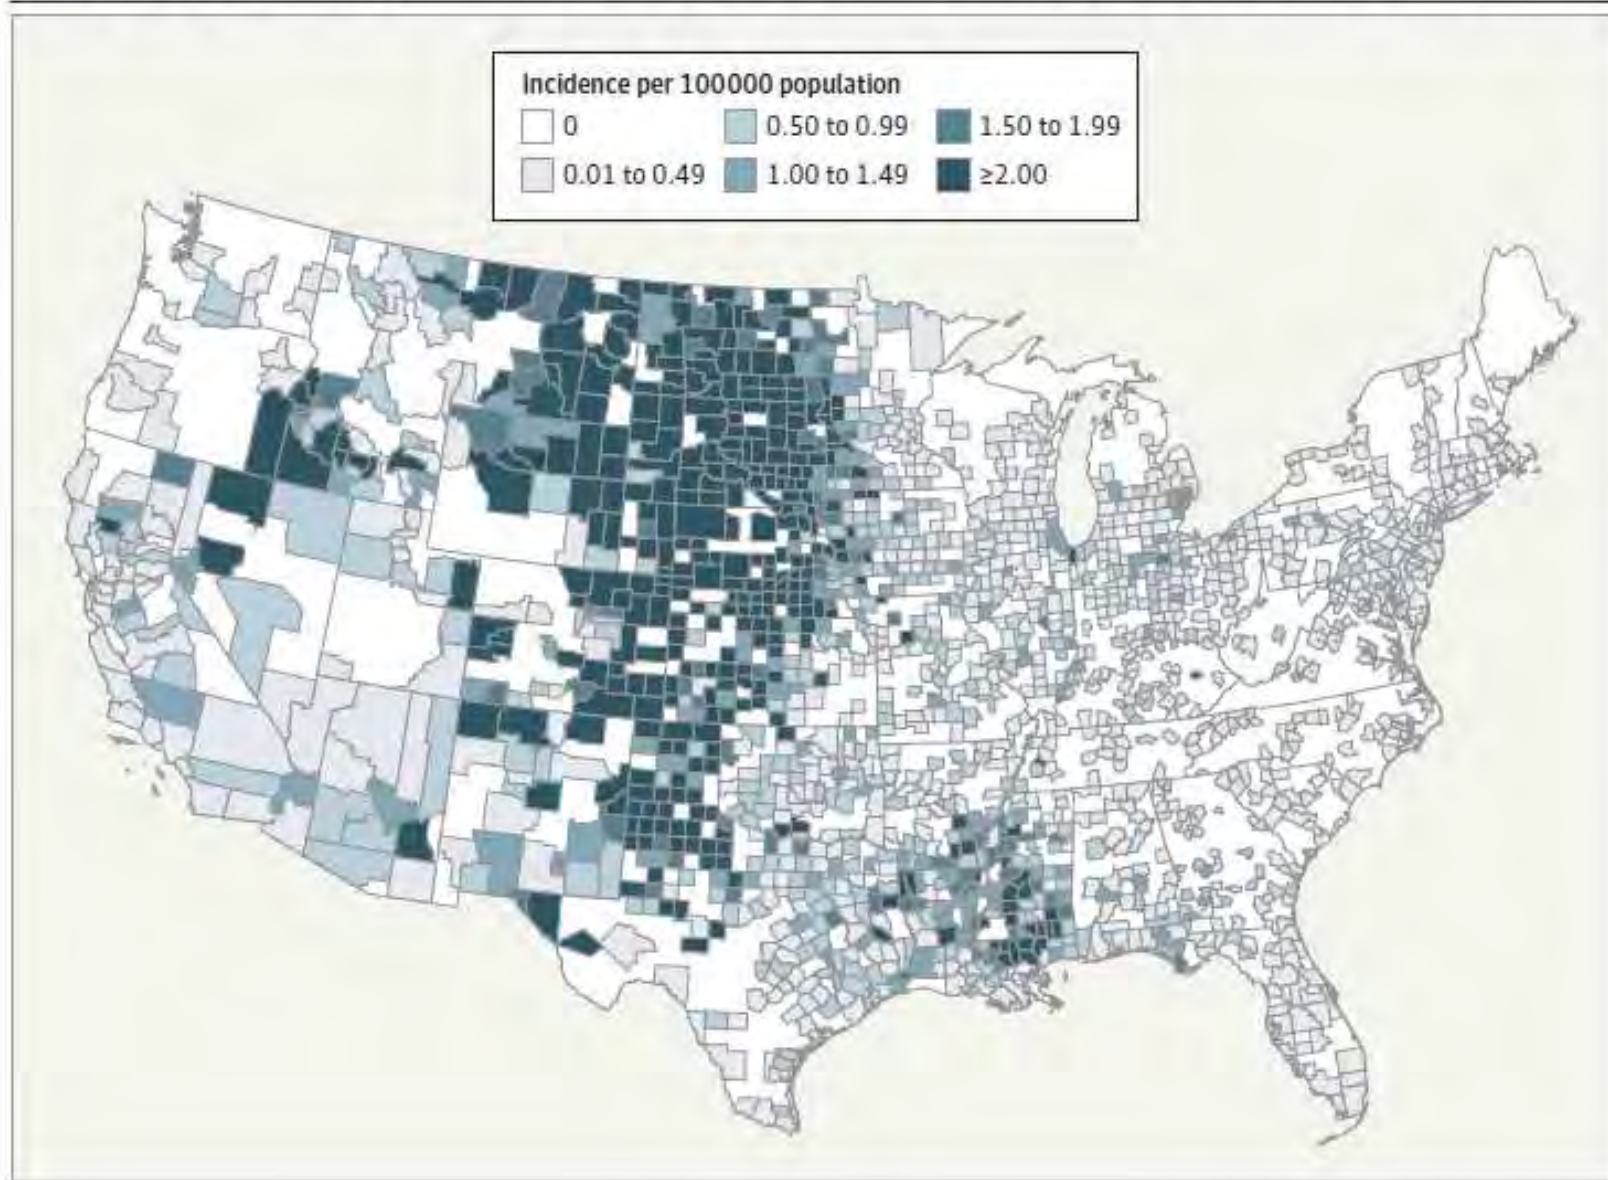 Incidence per 100000 population
0 0.50 to 0.99 1.50 to 1.99
0.01 to 0.49 1.00 to 1.49 ≥2.00